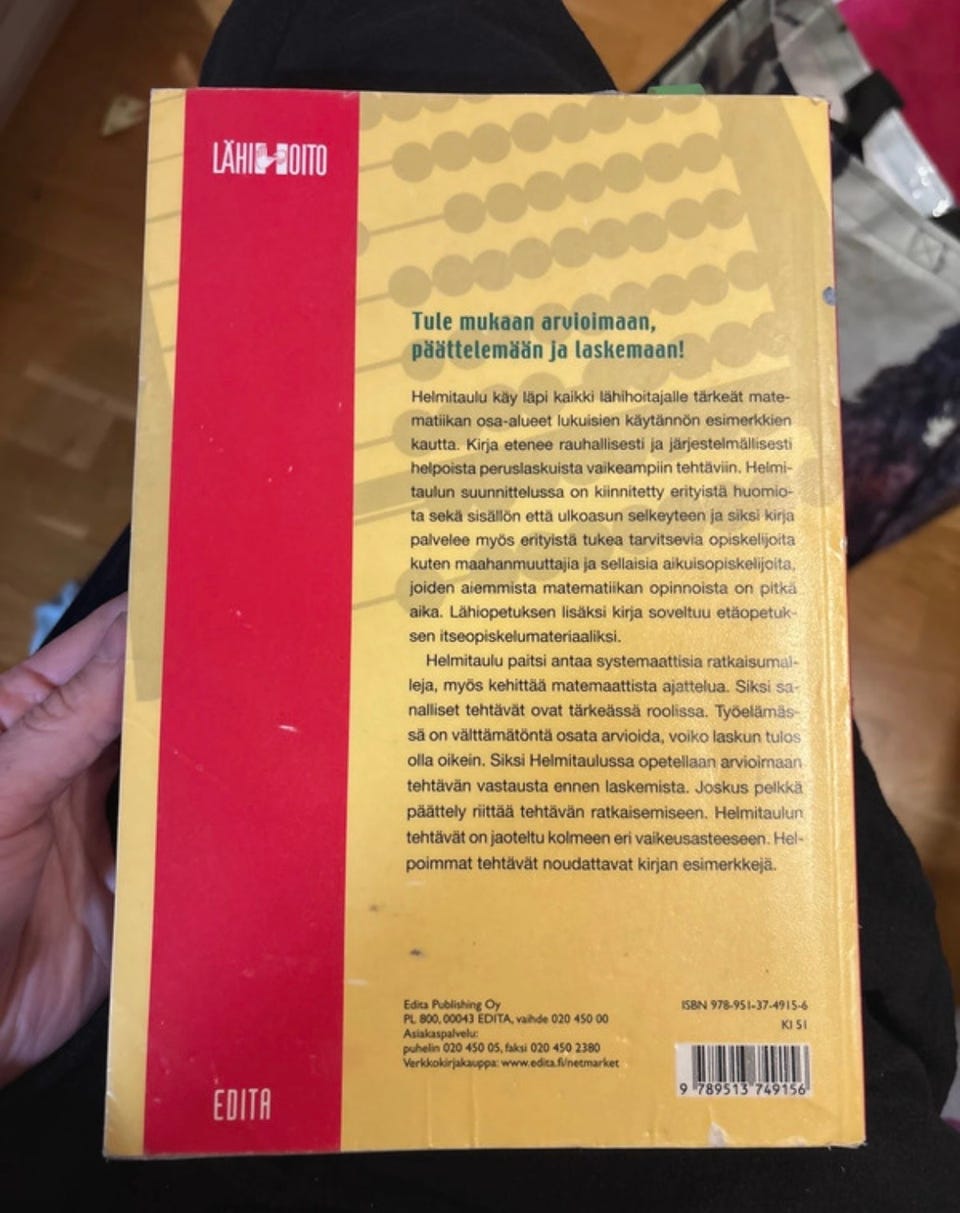 LÄHIHOITO
Tule mukaan arvioimaan,
päättelemään ja laskemaan!
Helmitaulu käy läpi kaikki lähihoitajalle tärkeät mate-
matiikan osa-alueet lukuisien käytännön esimerkkien
kautta. Kirja etenee rauhallisesti ja järjestelmällisesti
helpoista peruslaskuista vaikeampiin tehtäviin. Helmi-
taulun suunnittelussa on kiinnitetty erityistä huomio-
ta sekä sisällön että ulkoasun selkeyteen ja siksi kirja
palvelee myös erityistä tukea tarvitsevia opiskelijoita
kuten maahanmuuttajia ja sellaisia aikuisopiskelijoita,
joiden aiemmista matematiikan opinnoista on pitkä
aika. Lähiopetuksen lisäksi kirja soveltuu etäopetuk-
sen itseopiskelumateriaaliksi.
Helmitaulu paitsi antaa systemaattisia ratkaisumal-
leja, myös kehittää matemaattista ajattelua. Siksi sa-
nalliset tehtävät ovat tärkeässä roolissa. Työelämäs-
sä on välttämätöntä osata arvioida, voiko laskun tulos
olla oikein. Siksi Helmitaulussa opetellaan arvioimaan
tehtävän vastausta ennen laskemista. Joskus pelkkä
päättely riittää tehtävän ratkaisemiseen. Helmitaulun
tehtävät on jaoteltu kolmeen eri vaikeusasteeseen. Hel-
poimmat tehtävät noudattavat kirjan esimerkkejä.
Edita Publishing Oy
PL 800, 00043 EDITA, vaihde 020 450 00
Asiakaspalvelu:
puhelin 020 450 05, faksi 020 450 2380
Verkkokirjakauppa: www.edita.fi/netmarket
ISBN 978-951-37-4915-6
KI 51
9 789513 749156
EDITA